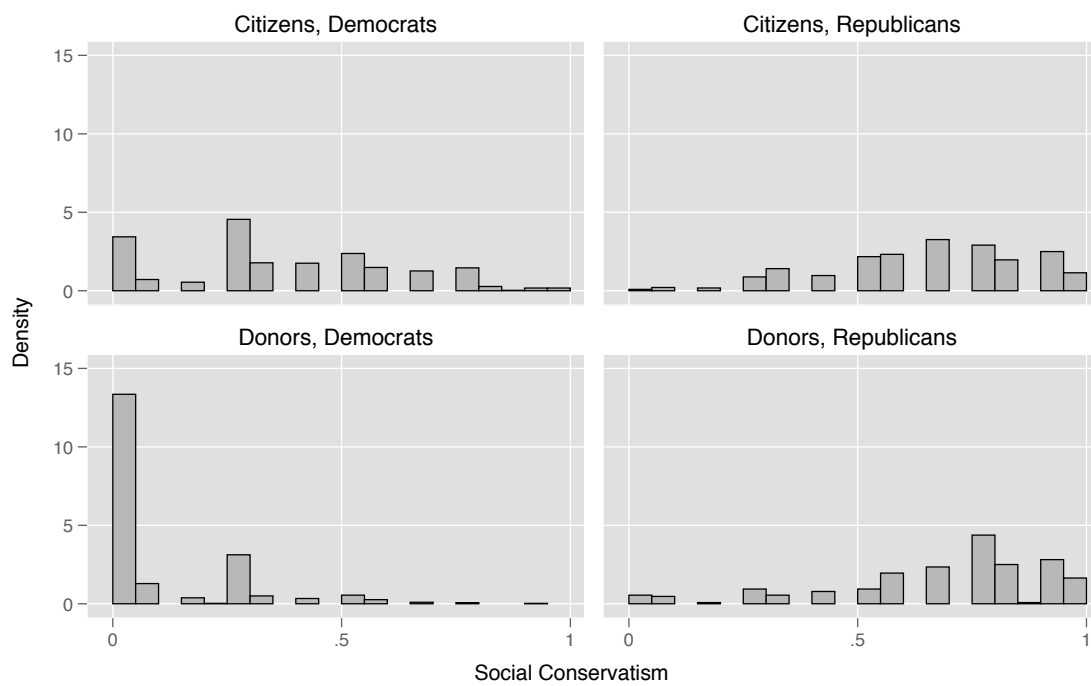 Citizens, Democrats
Citizens, Republicans
15
10
5
0
Donors, Democrats
Donors, Republicans
15
10
5
0
0
.5
1
0
.5
1
Density
Social Conservatism